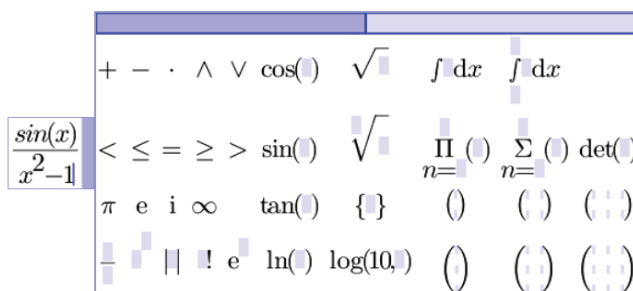 + − · ∧ ∨ cos( ) √ ∫ dx ∫ dx
sin(x)
x²−1
< ≤ = ≥ > sin( ) √ Π ( ) Σ ( ) det( )
n= n=
π e i ∞ tan( ) { } () ( ) ( )
| | ! e ln( ) log(10, ) () ( ) ( )